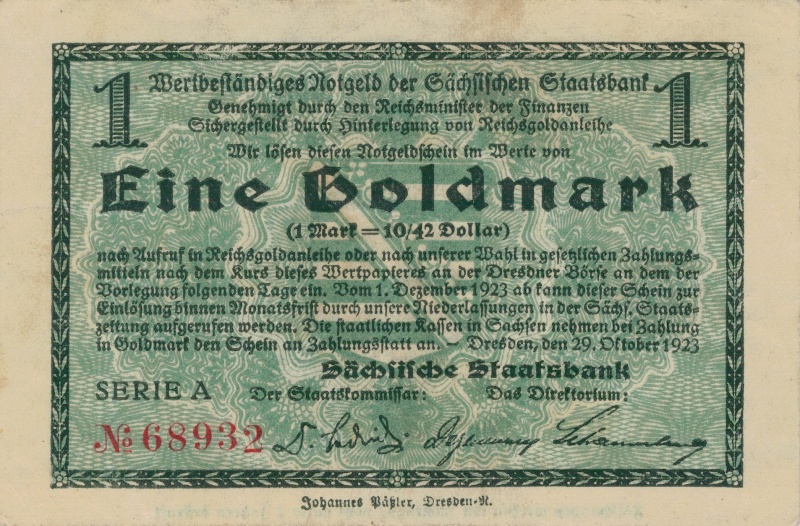 1 Wertbeständiges Notgeld der Sächsischen Staatsbank 1
Genehmigt durch den Reichsminister der Finanzen
Sichergestellt durch Hinterlegung von Reichsgoldanleihe
Wir lösen diesen Notgeldschein im Werte von
Eine Goldmark
(1 Mark = 10/42 Dollar)
nach Aufruf in Reichsgoldanleihe oder nach unserer Wahl in gesetzlichen Zahlungs-
mitteln nach dem Kurs dieses Wertpapieres an der Dresdner Börse an dem der
Vorlegung folgenden Tage ein. Vom 1. Dezember 1923 ab kann dieser Schein zur
Einlösung binnen Monatsfrist durch unsere Niederlassungen in der Sächs. Staats-
zeitung aufgerufen werden. Die staatlichen Kassen in Sachsen nehmen bei Zahlung
in Goldmark den Schein an Zahlungsstatt an. – Dresden, den 29. Oktober 1923
Sächsische Staatsbank
SERIE A Der Staatskommissar: Das Direktorium:
№ 68932
Johannes Päßler, Dresden-N.